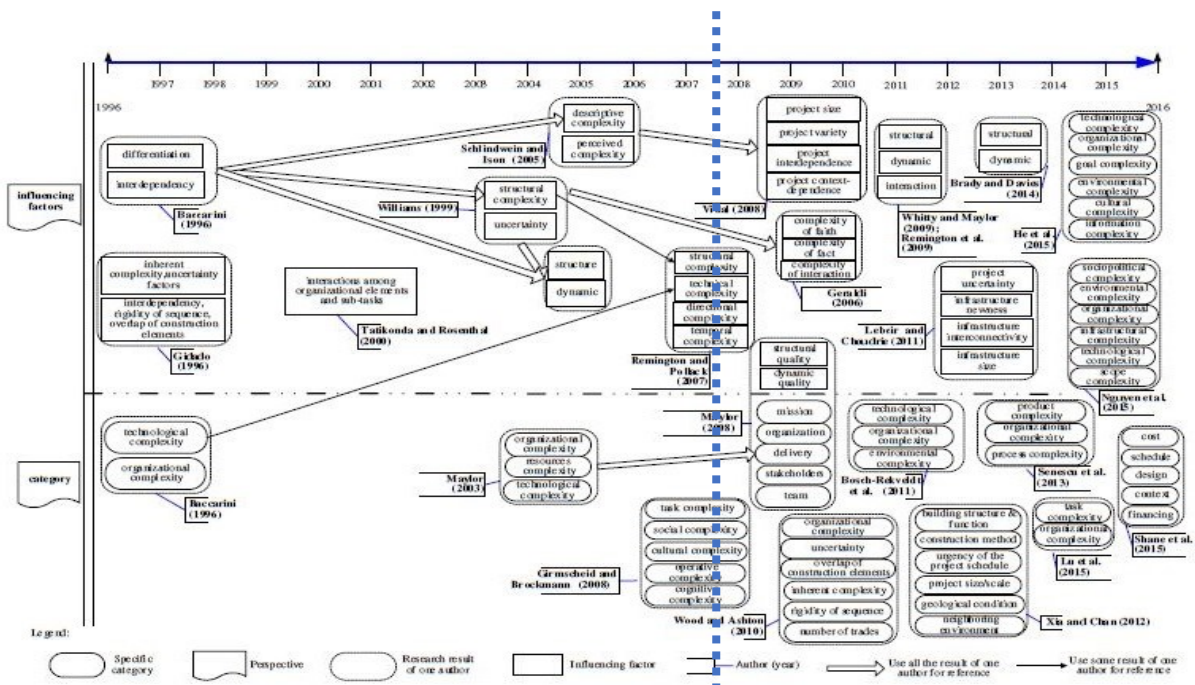 1997 1998 1999 2000 2001 2002 2003 2004 2005 2006 2007 2008 2009 2010 2011 2012 2013 2014 2015
1996
2016
influencing
factors
differentiation
interdependency
Baccarini
(1996)
inherent
complexity,uncertainty
factors
interdependency,
rigidity of sequence,
overlap of construction
elements
Gidado
(1996)
interactions among
organizational elements
and sub-tasks
Tatikonda and Rosenthal
(2000)
descriptive
complexity
perceived
complexity
Schlindwein and
Ison (2005)
structural
complexity
uncertainty
Williams (1999)
structure
dynamic
structural
complexity
technical
complexity
directional
complexity
temporal
complexity
Remington and
Pollack
(2007)
project size
project variety
project
interdependence
project context-
dependence
Vidal (2008)
complexity
of faith
complexity
of fact
complexity
of interaction
Geraldi
(2006)
structural
dynamic
interaction
Whitty and Maylor
(2009);
Remington et al.
(2009)
structural
dynamic
Brady and Davies
(2014)
technological
complexity
organizational
complexity
goal complexity
environmental
complexity
cultural
complexity
information
complexity
He et al.
(2015)
project
uncertainty
infrastructure
newness
infrastructure
interconnectivity
infrastructure
size
Lebcir and
Choudrie (2011)
sociopolitical
complexity
environmental
complexity
organizational
complexity
infrastructural
complexity
technological
complexity
scope
complexity
Nguyen et al.
(2015)
structural
quality
dynamic
quality
mission
organization
delivery
stakeholders
team
Maylor
(2008)
category
technological
complexity
organizational
complexity
Baccarini
(1996)
organizational
complexity
resources
complexity
technological
complexity
Maylor
(2003)
technological
complexity
organizational
complexity
environmental
complexity
Bosch-Rekveldt
et al. (2011)
product
complexity
organizational
complexity
process complexity
Senescu et al.
(2013)
cost
schedule
design
context
financing
Shane et al.
(2015)
task complexity
social complexity
cultural complexity
operative
complexity
cognitive
complexity
Girmscheid and
Brockmann (2008)
organizational
complexity
uncertainty
overlap of
construction elements
inherent complexity
rigidity of sequence
number of trades
Wood and Ashton
(2010)
building structure &
function
construction method
urgency of the
project schedule
project size/scale
geological condition
neighboring
environment
Xia and Chan (2012)
task
complexity
organizational
complexity
Lu et al.
(2015)
Legend:
Specific
category
Perspective
Research result
of one author
Influencing factor
Author (year)
Use all the result of one
author for reference
Use some result of one
author for reference